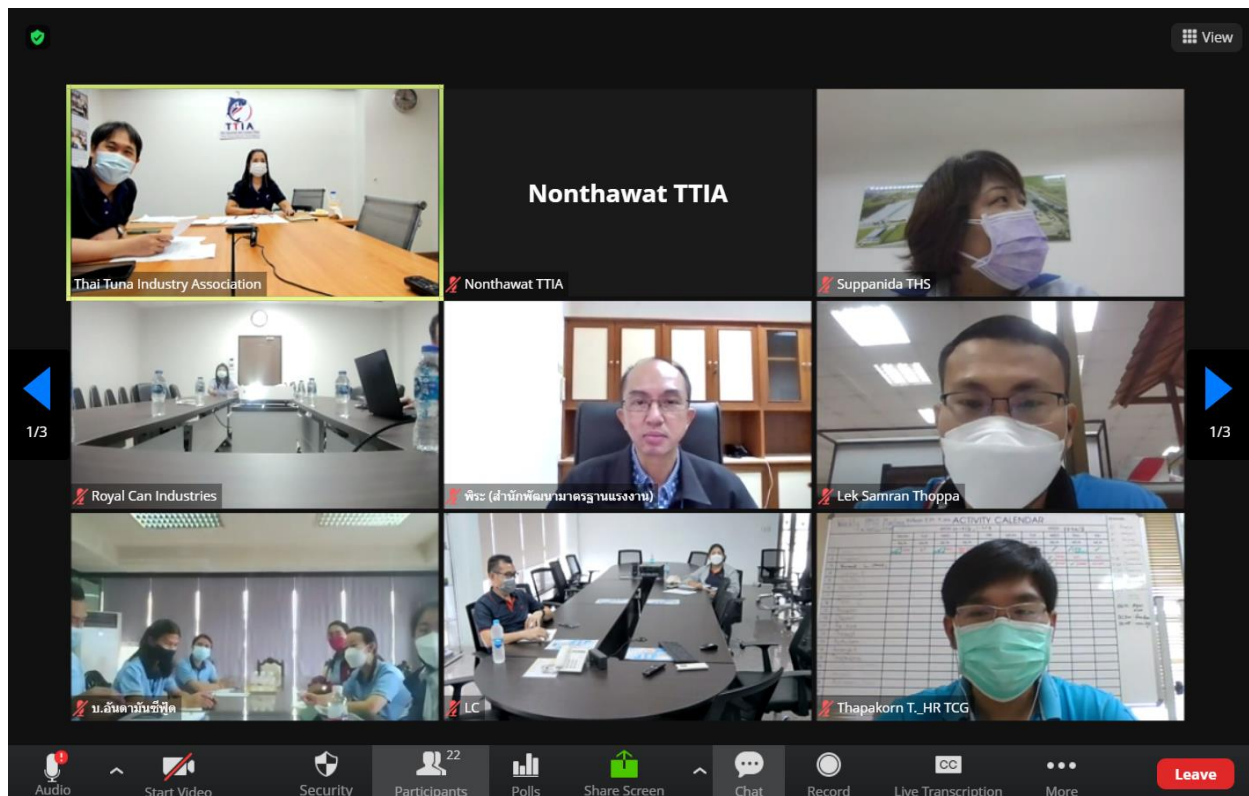 View
TTIA
Thai Tuna Industry Association
Nonthawat TTIA
Nonthawat TTIA
Suppanida THS
Royal Can Industries
พีระ (สำนักพัฒนามาตรฐานแรงงาน)
Lek Samran Thoppa
1/3
1/3
บ.อันดามันซีฟู้ด
LC
ACTIVITY CALENDAR
Thapakorn T._HR TCG
22
Audio
Start Video
Security
Participants
Polls
Share Screen
Chat
Record
CC
Live Transcription
More
Leave